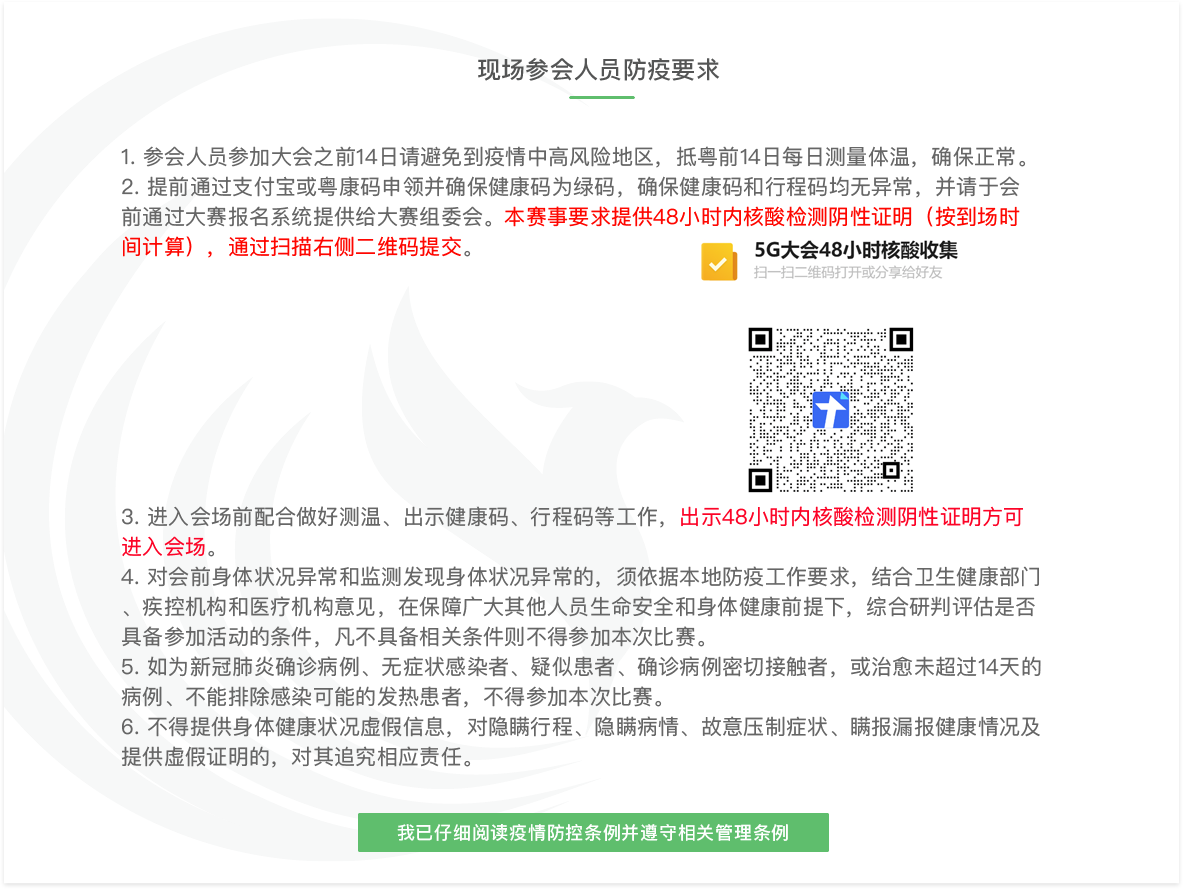 现场参会人员防疫要求
1. 参会人员参加大会之前14日请避免到疫情中高风险地区，抵粤前14日每日测量体温，确保正常。
2. 提前通过支付宝或粤康码申领并确保健康码为绿码，确保健康码和行程码均无异常，并请于会
前通过大赛报名系统提供给大赛组委会。本赛事要求提供48小时内核酸检测阴性证明（按到场时
间计算），通过扫描右侧二维码提交。
5G大会48小时核酸收集
扫一扫二维码打开或分享给好友
3. 进入会场前配合做好测温、出示健康码、行程码等工作，出示48小时内核酸检测阴性证明方可
进入会场。
4. 对会前身体状况异常和监测发现身体状况异常的，须依据本地防疫工作要求，结合卫生健康部门
、疾控机构和医疗机构意见，在保障广大其他人员生命安全和身体健康前提下，综合研判评估是否
具备参加活动的条件，凡不具备相关条件则不得参加本次比赛。
5. 如为新冠肺炎确诊病例、无症状感染者、疑似患者、确诊病例密切接触者，或治愈未超过14天的
病例、不能排除感染可能的发热患者，不得参加本次比赛。
6. 不得提供身体健康状况虚假信息，对隐瞒行程、隐瞒病情、故意压制症状、瞒报漏报健康情况及
提供虚假证明的，对其追究相应责任。
我已仔细阅读疫情防控条例并遵守相关管理条例